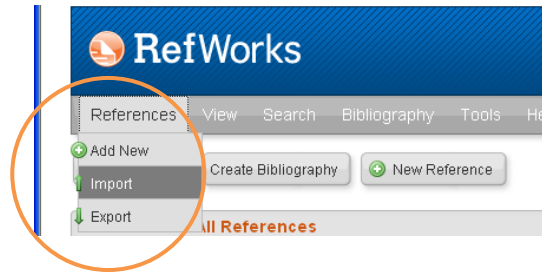 RefWorks
References View Search Bibliography Tools
Add New
Import
Export
Create Bibliography New Reference
All References